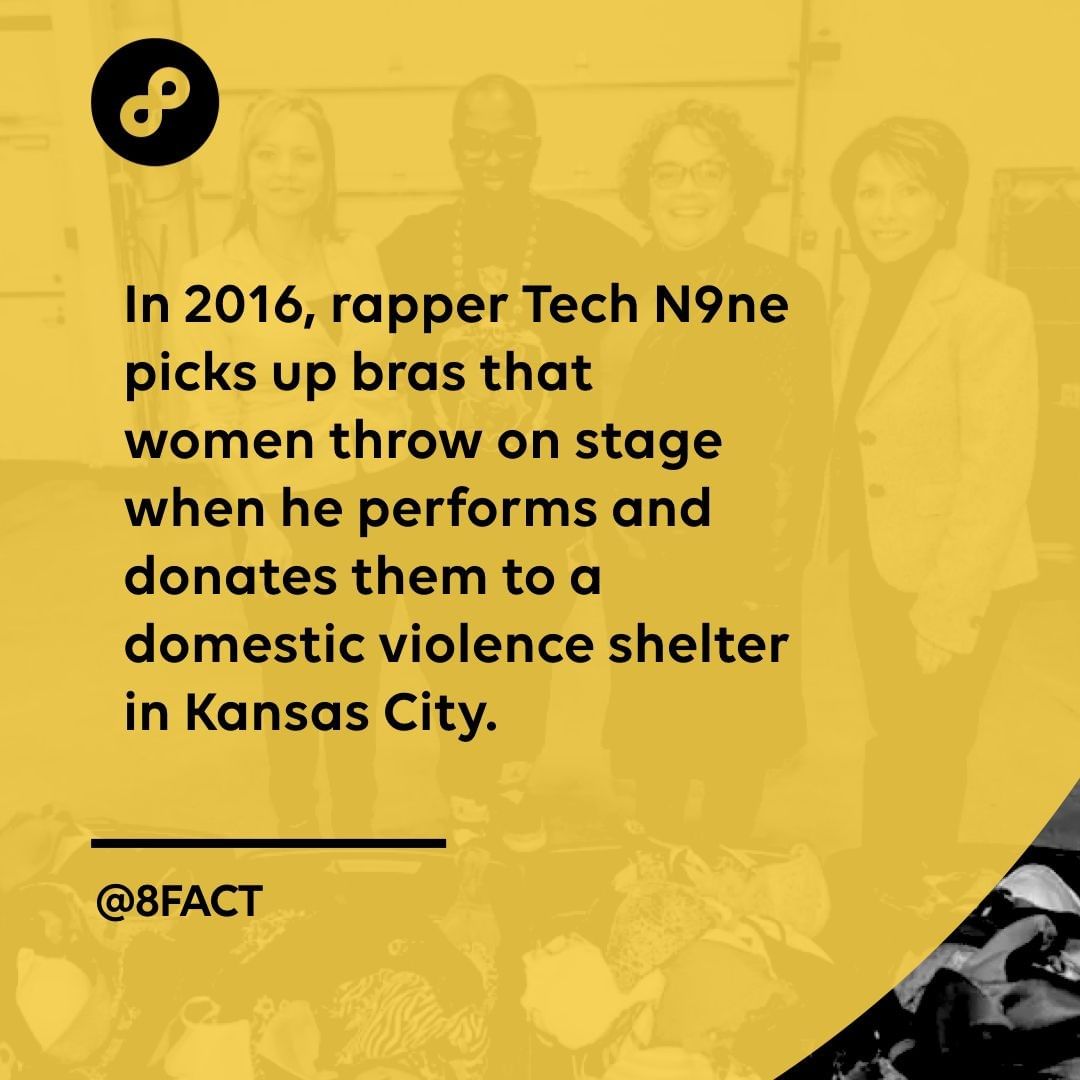 In 2016, rapper Tech N9ne
picks up bras that
women throw on stage
when he performs and
donates them to a
domestic violence shelter
in Kansas City.
@8FACT